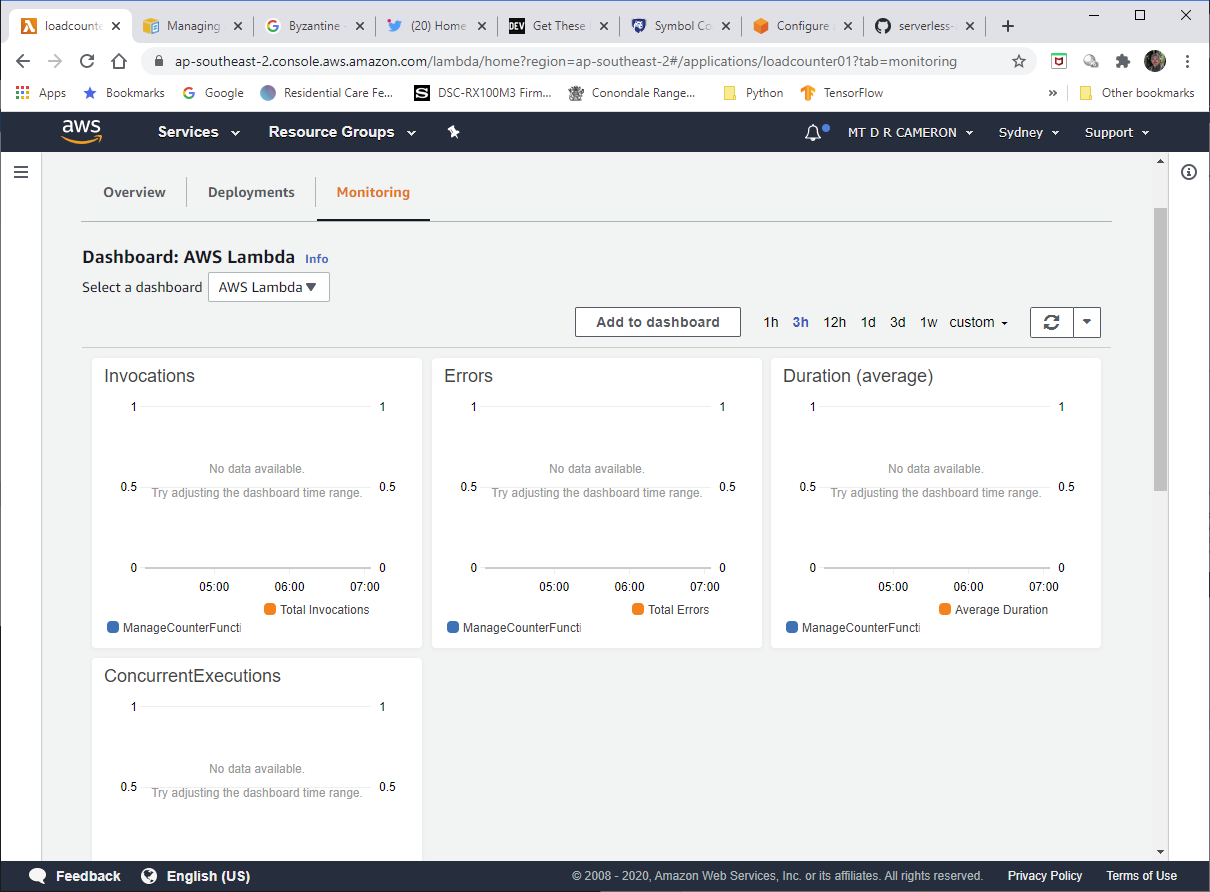 loadcounte
Managing
Byzantine -
(20) Home
DEV
Get These
Symbol Co
Configure a
serverless-
ap-southeast-2.console.aws.amazon.com/lambda/home?region=ap-southeast-2#/applications/loadcounter01?tab=monitoring
Apps
Bookmarks
Google
Residential Care Fe...
DSC-RX100M3 Firm...
Conondale Range...
Python
TensorFlow
»
Other bookmarks
aws
Services
Resource Groups
MT D R CAMERON
Sydney
Support
Overview
Deployments
Monitoring
Dashboard: AWS Lambda Info
Select a dashboard AWS Lambda
Add to dashboard
1h 3h 12h 1d 3d 1w custom
Invocations
1 1
No data available.
0.5 0.5
Try adjusting the dashboard time range.
0 0
05:00 06:00 07:00
Total Invocations
ManageCounterFuncti
Errors
1 1
No data available.
0.5 0.5
Try adjusting the dashboard time range.
0 0
05:00 06:00 07:00
Total Errors
ManageCounterFuncti
Duration (average)
1 1
No data available.
0.5 0.5
Try adjusting the dashboard time range.
0 0
05:00 06:00 07:00
Average Duration
ManageCounterFuncti
ConcurrentExecutions
1 1
No data available.
0.5 0.5
Try adjusting the dashboard time range.
Feedback
English (US)
© 2008 - 2020, Amazon Web Services, Inc. or its affiliates. All rights reserved.
Privacy Policy
Terms of Use